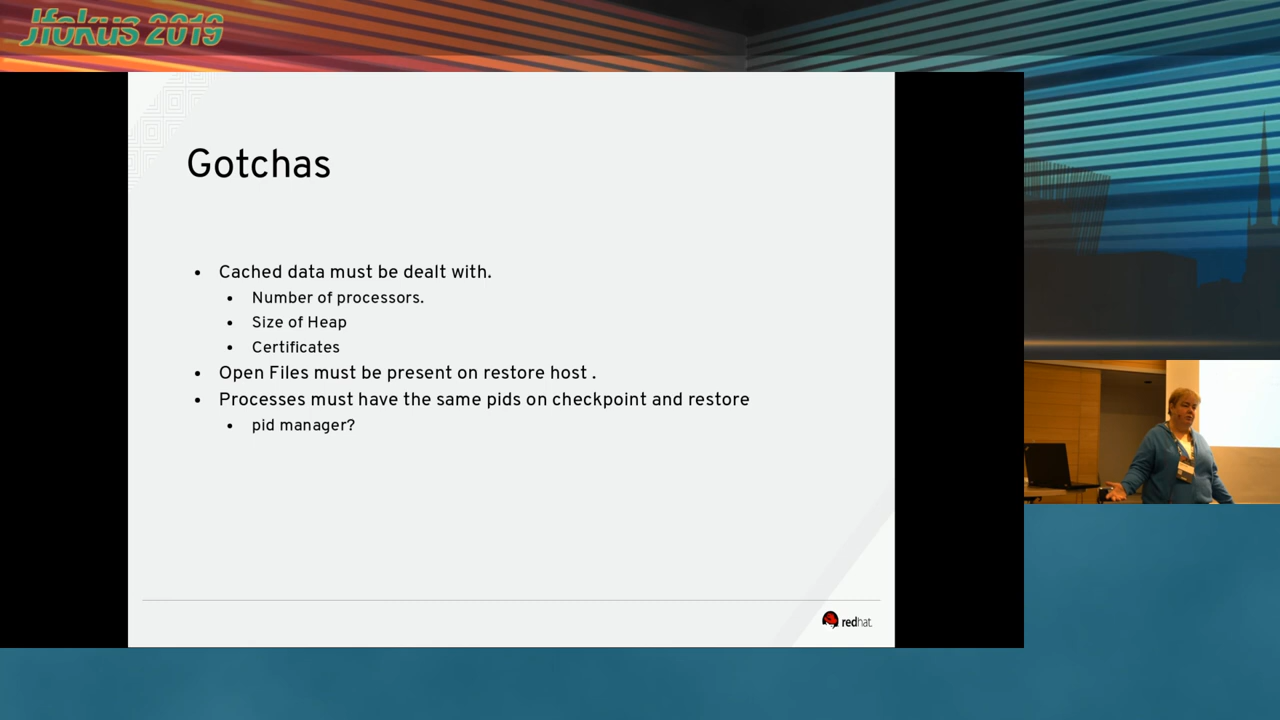 Jfokus 2019
Gotchas
• Cached data must be dealt with.
• Number of processors.
• Size of Heap
• Certificates
• Open Files must be present on restore host .
• Processes must have the same pids on checkpoint and restore
• pid manager?
redhat.